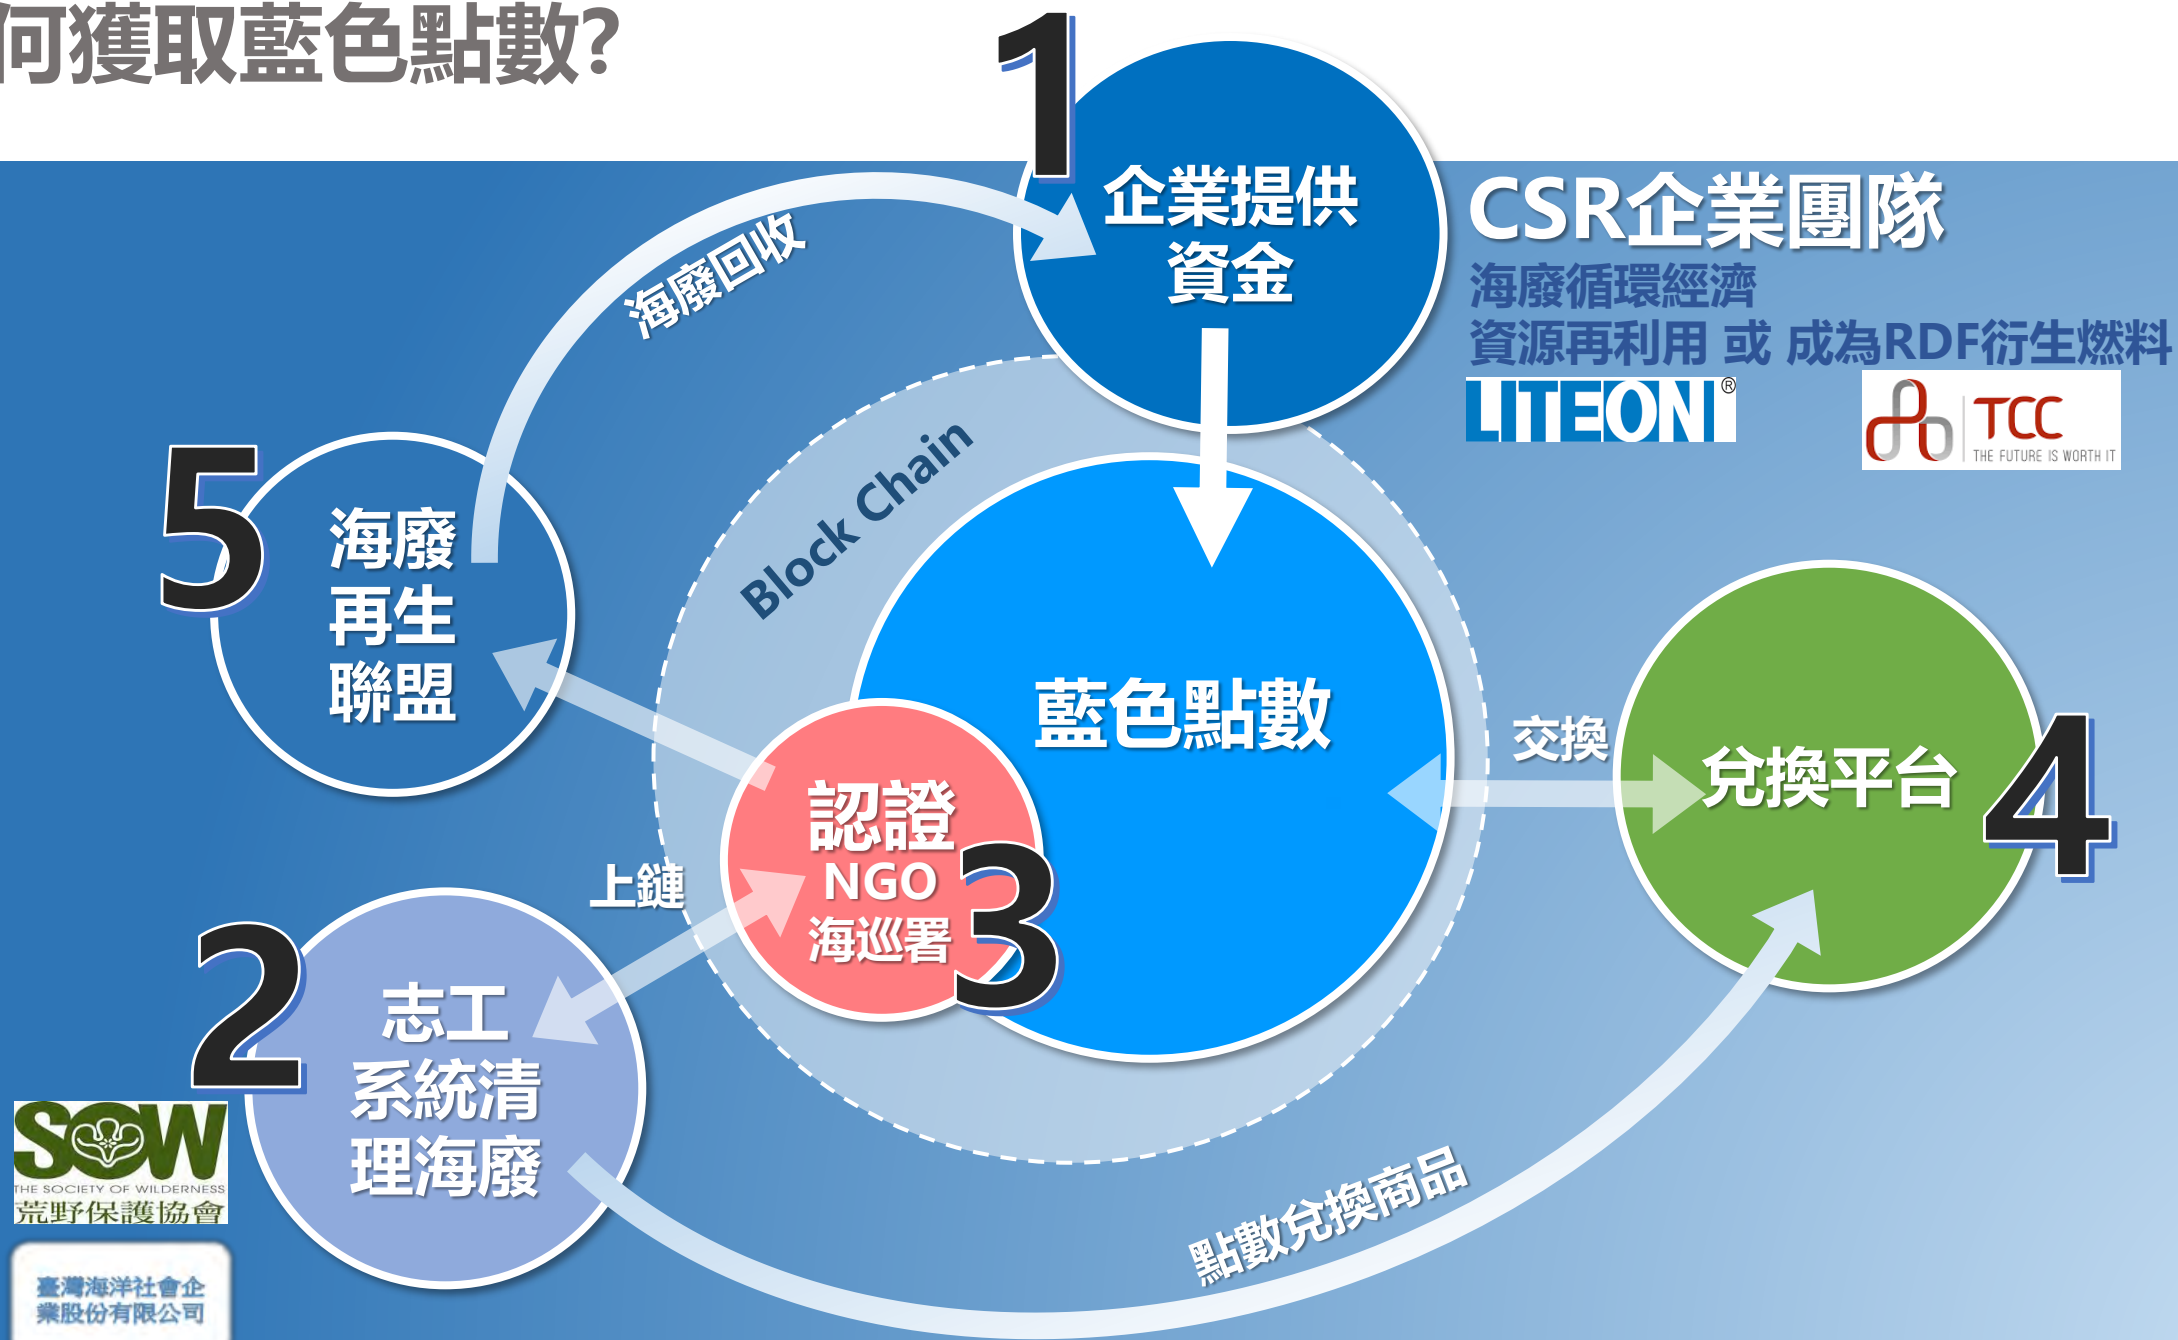 何獲取藍色點數?
1
企業提供
資金
CSR企業團隊
海廢循環經濟
資源再利用 或 成為RDF衍生燃料
LITEON®
TCC
THE FUTURE IS WORTH IT
海廢回收
Block Chain
5
海廢
再生
聯盟
藍色點數
交換
兌換平台
4
認證
NGO
海巡署
3
上鏈
2
志工
系統清
理海廢
點數兌換商品
SOW
THE SOCIETY OF WILDERNESS
荒野保護協會
臺灣海洋社會企
業股份有限公司